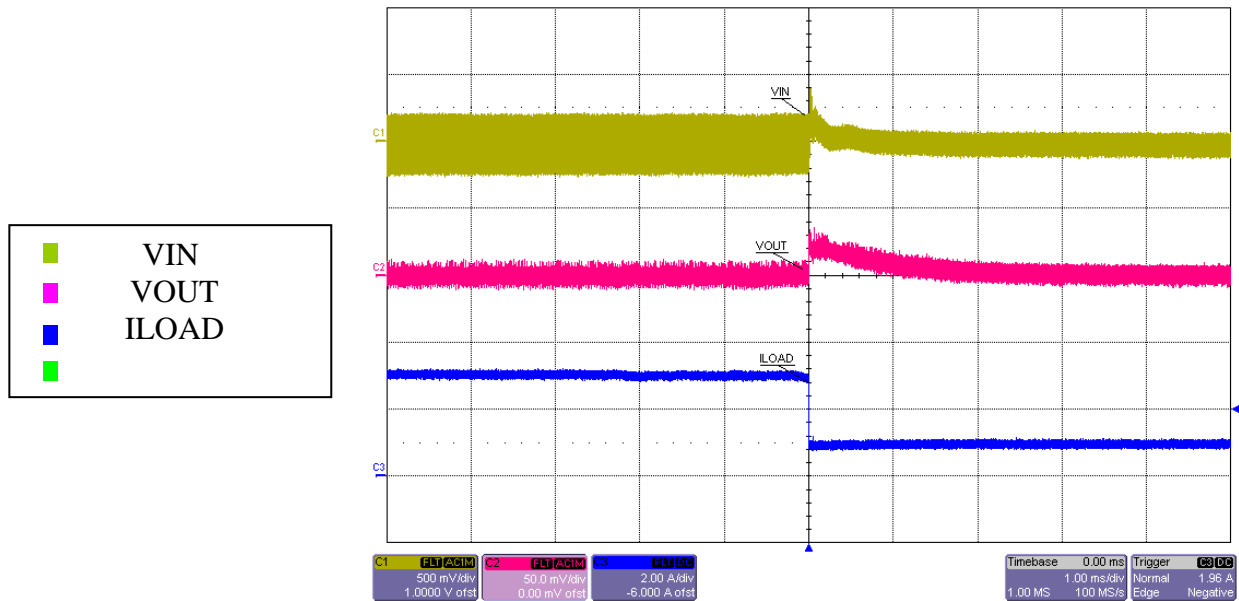 VIN
VOUT
ILOAD
VIN
C1
VOUT
C2
ILOAD
C3
C1 FLT AC1M
500 mV/div
1.0000 V ofst
C2 FLT AC1M
50.0 mV/div
0.00 mV ofst
C3 FLT DC
2.00 A/div
-6.000 A ofst
Timebase 0.00 ms
1.00 ms/div
1.00 MS 100 MS/s
Trigger C3 DC
Normal 1.96 A
Edge Negative